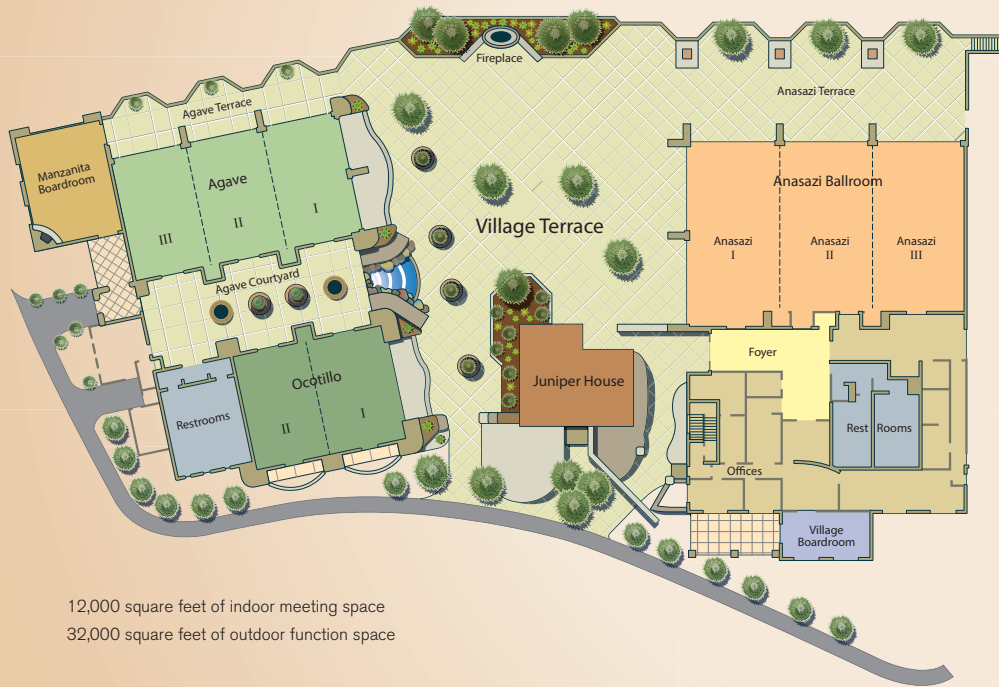 Fireplace
Agave Terrace
Anasazi Terrace
Manzanita
Boardroom
Agave
III
II
I
Village Terrace
Anasazi Ballroom
Anasazi
I
Anasazi
II
Anasazi
III
Agave Courtyard
Foyer
Juniper House
Ocotillo
II
I
Restrooms
Rest Rooms
Offices
Village
Boardroom
12,000 square feet of indoor meeting space
32,000 square feet of outdoor function space